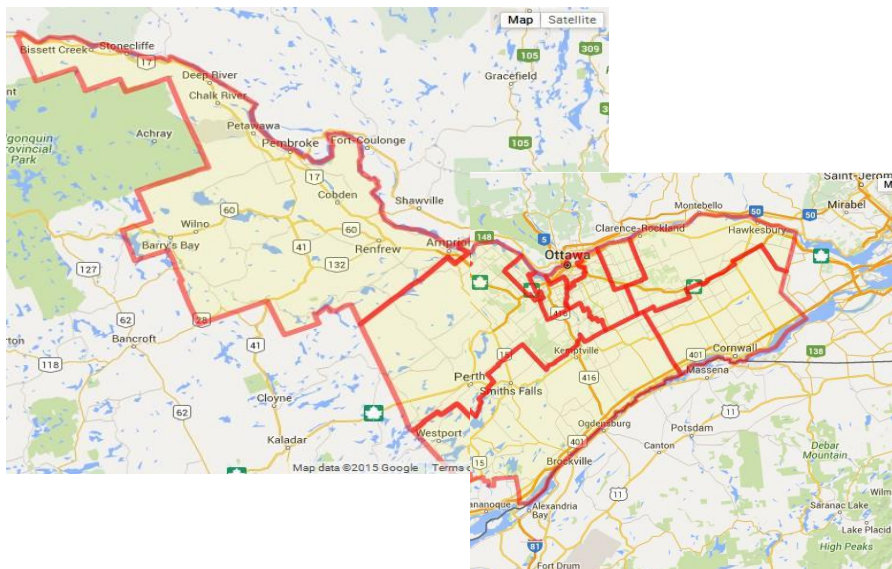 Map Satellite
Bissett Creek
Stonecliffe
17
Deep River
Chalk River
Petawawa
Pembroke
Fort-Coulonge
Achray
Provincial
Park
17
Cobden
Shawville
60
Wilno
Barry's Bay
60
Renfrew
41
132
127
28
62
Bancroft
41
118
Cloyne
62
Kaladar
Gracefield
105
309
105
Map data ©2015 Google
Terms
148
5
Ottawa
Clarence-Rockland
Montebello
50
50
Mirabel
Hawkesbury
M
15
Kemptville
416
416
401
Cornwall
Massena
138
Perth
Smiths Falls
Westport
15
Ogdensburg
401
Brockville
Potsdam
Canton
11
11
Debar
Mountain
Alexandria
Bay
81
Fort Drum
Saranac Lake
Lake Placid
High Peaks